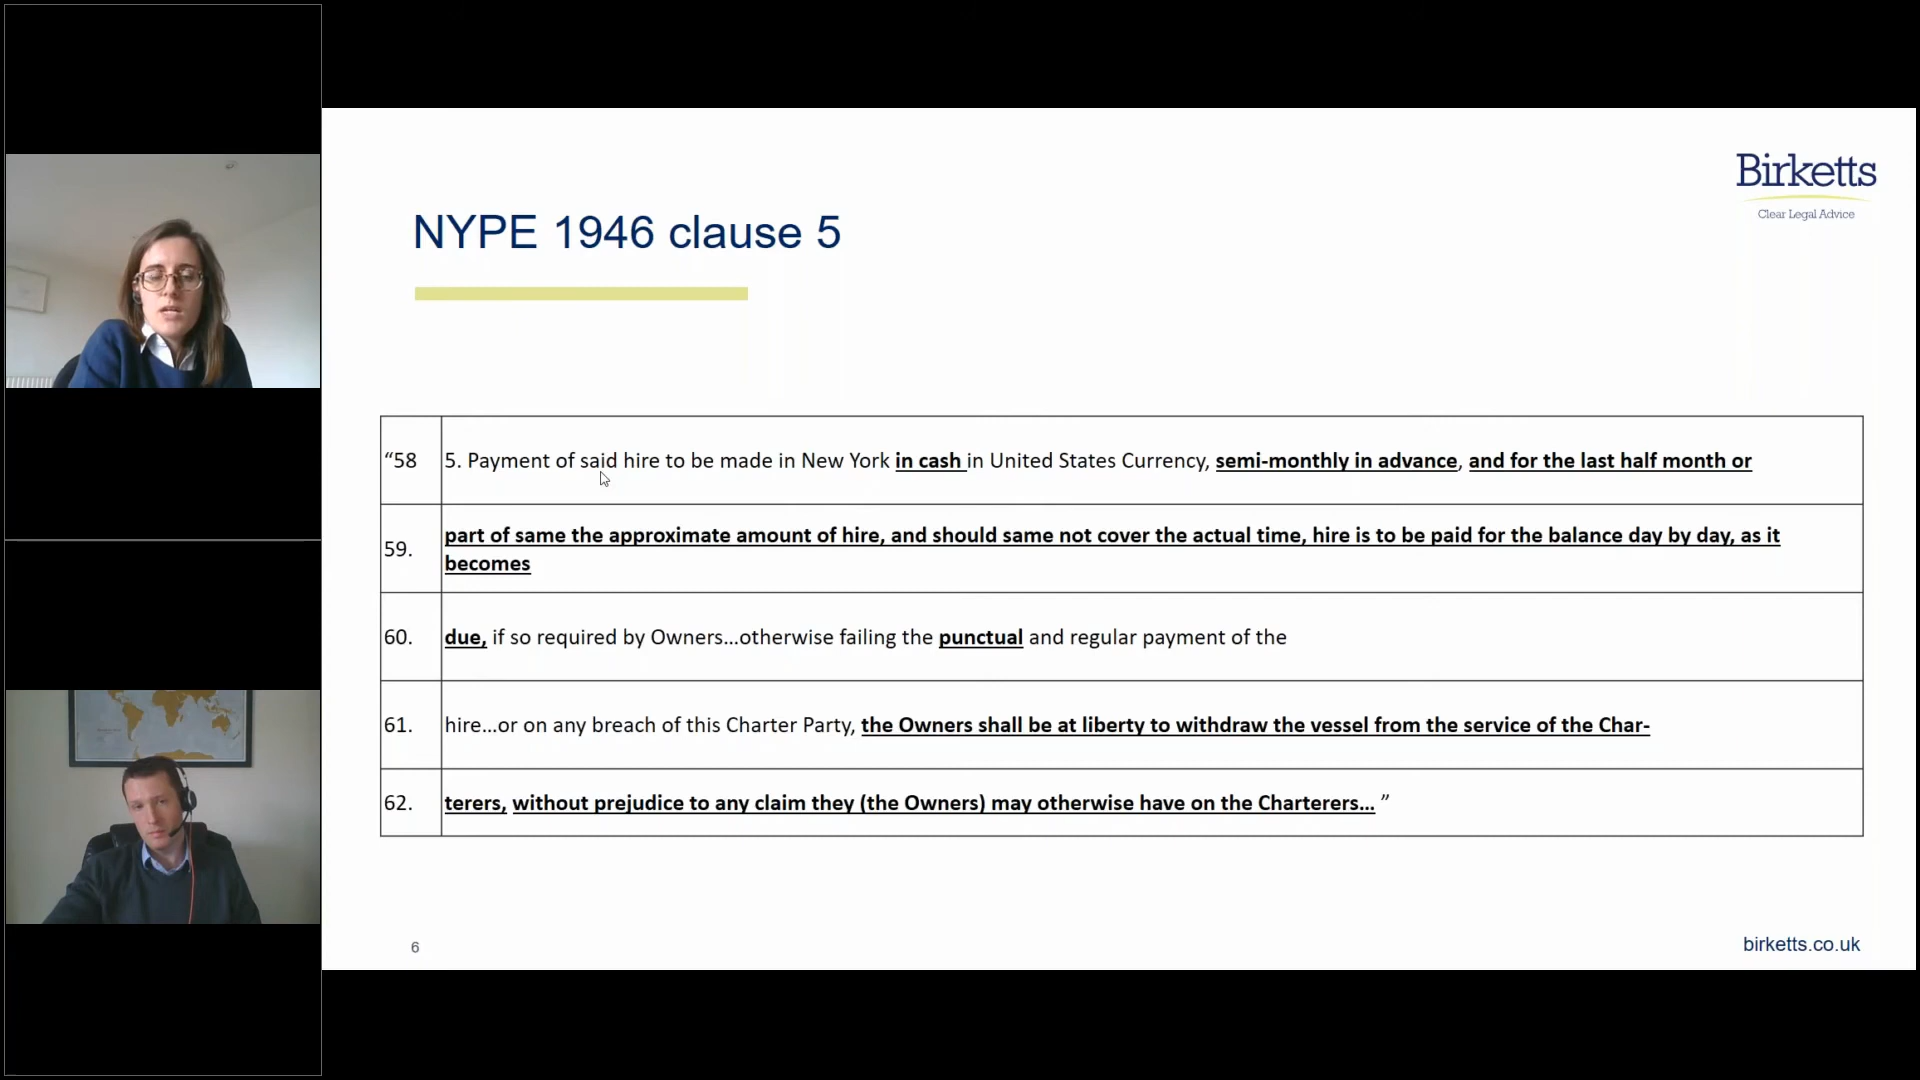 Birketts
Clear Legal Advice
NYPE 1946 clause 5
“58 5. Payment of said hire to be made in New York in cash in United States Currency, semi-monthly in advance, and for the last half month or
59. part of same the approximate amount of hire, and should same not cover the actual time, hire is to be paid for the balance day by day, as it
becomes
60. due, if so required by Owners…otherwise failing the punctual and regular payment of the
61. hire…or on any breach of this Charter Party, the Owners shall be at liberty to withdraw the vessel from the service of the Char-
62. terers, without prejudice to any claim they (the Owners) may otherwise have on the Charterers… ”
6
birketts.co.uk